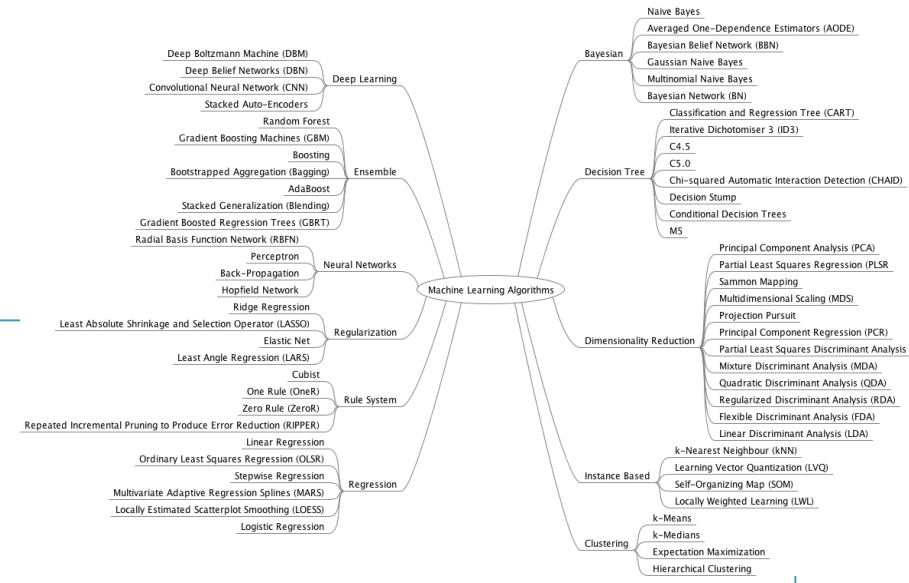 Machine Learning Algorithms
Deep Learning
Deep Boltzmann Machine (DBM)
Deep Belief Networks (DBN)
Convolutional Neural Network (CNN)
Stacked Auto-Encoders
Ensemble
Random Forest
Gradient Boosting Machines (GBM)
Boosting
Bootstrapped Aggregation (Bagging)
AdaBoost
Stacked Generalization (Blending)
Gradient Boosted Regression Trees (GBRT)
Neural Networks
Radial Basis Function Network (RBFN)
Perceptron
Back-Propagation
Hopfield Network
Regularization
Ridge Regression
Least Absolute Shrinkage and Selection Operator (LASSO)
Elastic Net
Least Angle Regression (LARS)
Rule System
Cubist
One Rule (OneR)
Zero Rule (ZeroR)
Repeated Incremental Pruning to Produce Error Reduction (RIPPER)
Regression
Linear Regression
Ordinary Least Squares Regression (OLSR)
Stepwise Regression
Multivariate Adaptive Regression Splines (MARS)
Locally Estimated Scatterplot Smoothing (LOESS)
Logistic Regression
Bayesian
Naive Bayes
Averaged One-Dependence Estimators (AODE)
Bayesian Belief Network (BBN)
Gaussian Naive Bayes
Multinomial Naive Bayes
Bayesian Network (BN)
Decision Tree
Classification and Regression Tree (CART)
Iterative Dichotomiser 3 (ID3)
C4.5
C5.0
Chi-squared Automatic Interaction Detection (CHAID)
Decision Stump
Conditional Decision Trees
M5
Dimensionality Reduction
Principal Component Analysis (PCA)
Partial Least Squares Regression (PLSR
Sammon Mapping
Multidimensional Scaling (MDS)
Projection Pursuit
Principal Component Regression (PCR)
Partial Least Squares Discriminant Analysis
Mixture Discriminant Analysis (MDA)
Quadratic Discriminant Analysis (QDA)
Regularized Discriminant Analysis (RDA)
Flexible Discriminant Analysis (FDA)
Linear Discriminant Analysis (LDA)
Instance Based
k-Nearest Neighbour (kNN)
Learning Vector Quantization (LVQ)
Self-Organizing Map (SOM)
Locally Weighted Learning (LWL)
Clustering
k-Means
k-Medians
Expectation Maximization
Hierarchical Clustering